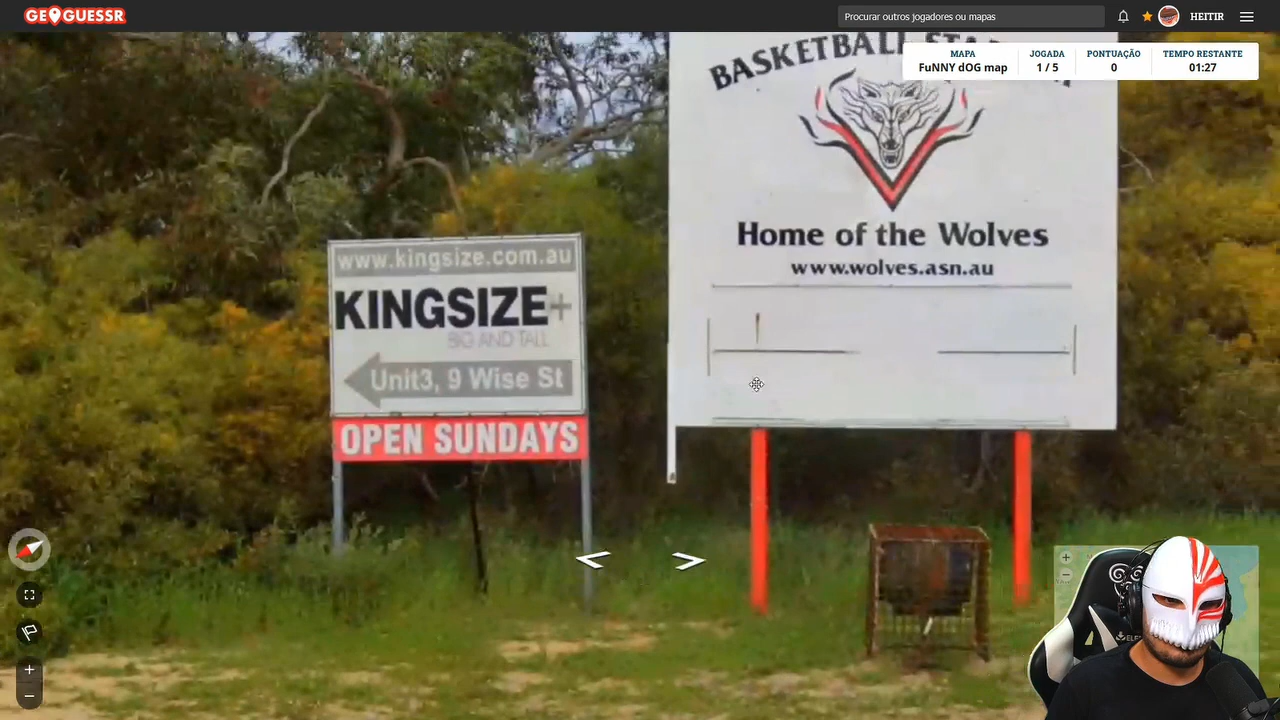 GEOGUESSR
Procurar outros jogadores ou mapas
HEITIR
MAPA
FuNNY dOG map
JOGADA
1 / 5
PONTUAÇÃO
0
TEMPO RESTANTE
01:27
BASKETBALL
Home of the Wolves
www.wolves.asn.au
www.kingsize.com.au
KINGSIZE+
BIG AND TALL
Unit3, 9 Wise St
OPEN SUNDAYS